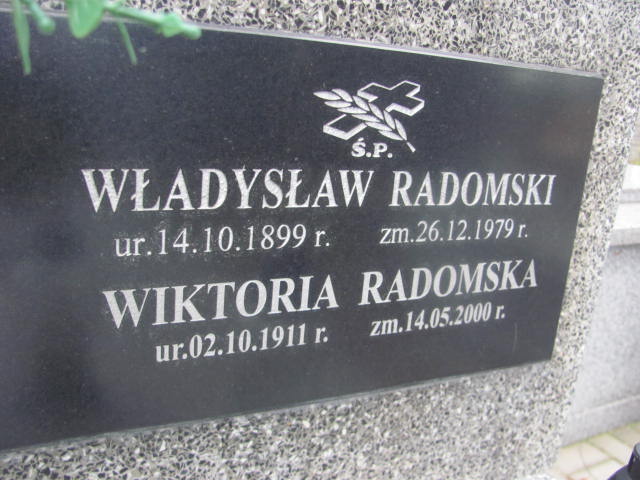 Ś.P.
WŁADYSŁAW RADOMSKI
ur.14.10.1899 r. zm.26.12.1979 r.
WIKTORIA RADOMSKA
ur.02.10.1911 r. zm.14.05.2000 r.